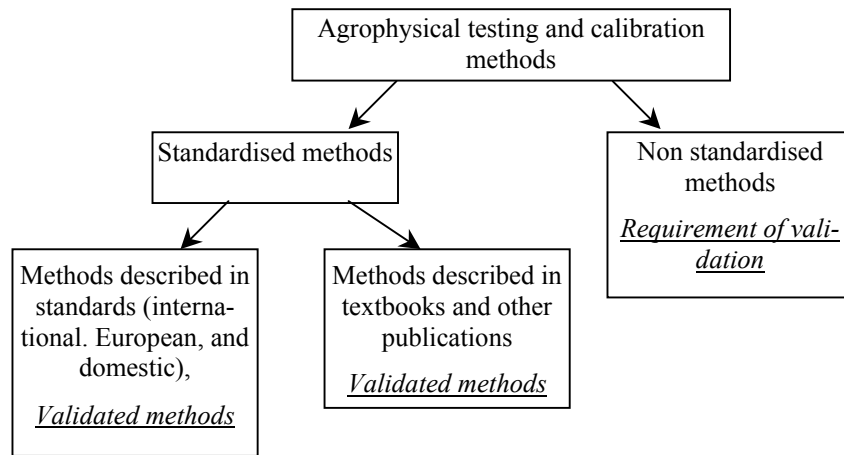 Agrophysical testing and calibration
methods
Standardised methods
Non standardised
methods
Requirement of vali-
dation
Methods described in
standards (interna-
tional. European, and
domestic),
Validated methods
Methods described in
textbooks and other
publications
Validated methods